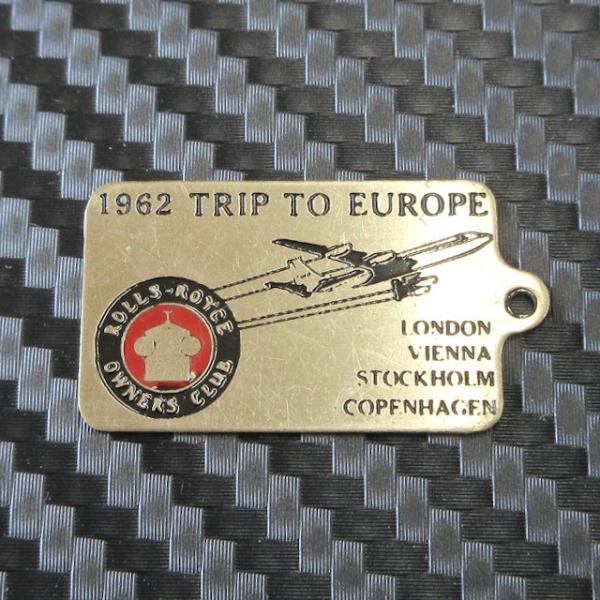 1962 TRIP TO EUROPE
ROLLS-ROYCE
OWNERS' CLUB
LONDON
VIENNA
STOCKHOLM
COPENHAGEN